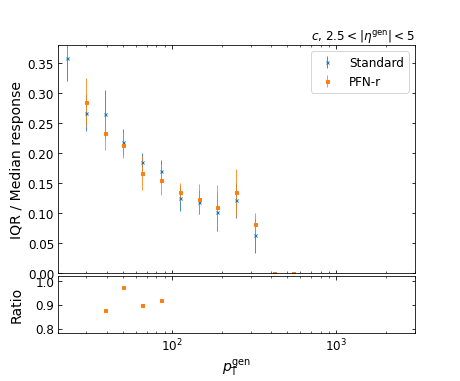 c, 2.5 < |η^gen| < 5
IQR / Median response
0.35
0.30
0.25
0.20
0.15
0.10
0.05
0.00
Standard
PFN-r
Ratio
1.0
0.9
0.8
10^2
10^3
p_T^gen